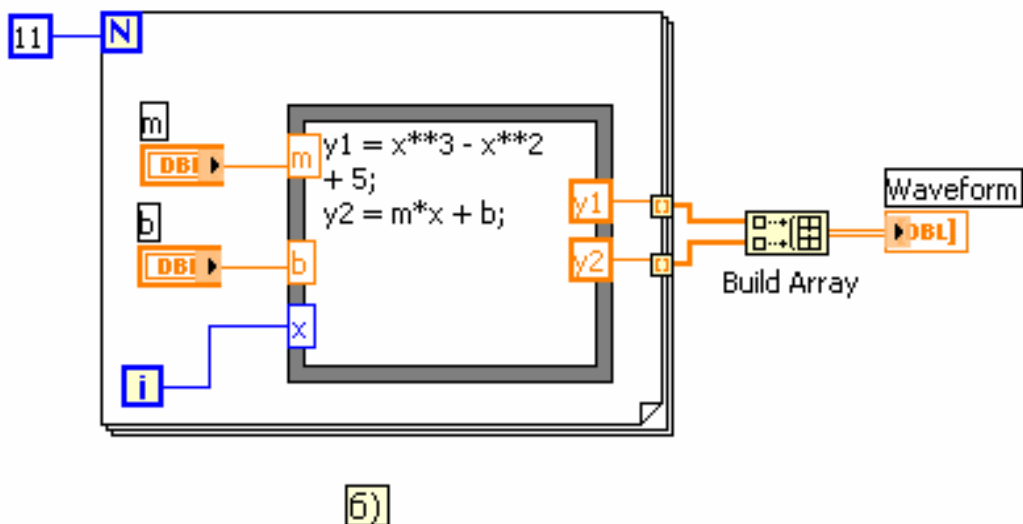 11
N
m
DBL
m
y1 = x**3 - x**2
+ 5;
y2 = m*x + b;
y1
Waveform
b
DBL
b
y2
DBL]
Build Array
x
i
б)